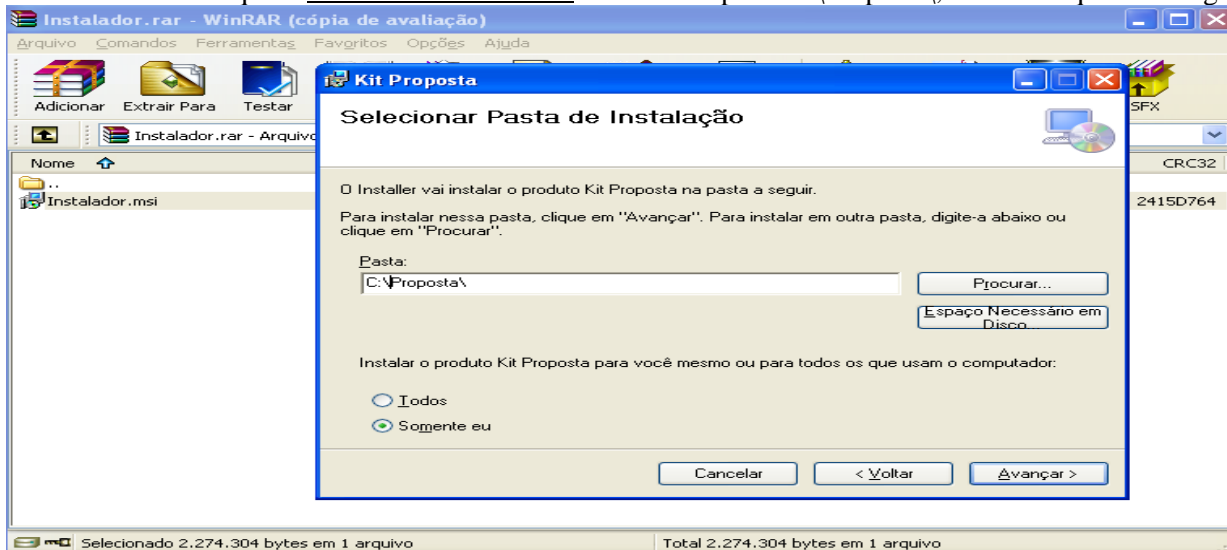 Instalador.rar - WinRAR (cópia de avaliação)
Arquivo Comandos Ferramentas Favoritos Opções Ajuda
Adicionar Extrair Para Testar SFX
Instalador.rar - Arquivo
Nome CRC32
..
Instalador.msi 2415D764
Kit Proposta
Selecionar Pasta de Instalação
O Installer vai instalar o produto Kit Proposta na pasta a seguir.
Para instalar nessa pasta, clique em "Avançar". Para instalar em outra pasta, digite-a abaixo ou
clique em "Procurar".
Pasta:
C:\Proposta\
Procurar...
Espaço Necessário em
Disco...
Instalar o produto Kit Proposta para você mesmo ou para todos os que usam o computador:
Todos
Somente eu
Cancelar < Voltar Avançar >
Selecionado 2.274.304 bytes em 1 arquivo Total 2.274.304 bytes em 1 arquivo